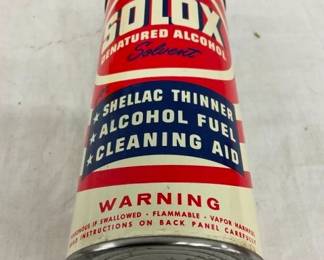 SOLOX
DENATURED ALCOHOL
Solvent
★ SHELLAC THINNER
★ ALCOHOL FUEL
★ CLEANING AID
WARNING
IF SWALLOWED · FLAMMABLE · VAPOR HARMFUL
INSTRUCTIONS ON BACK PANEL CAREFULLY